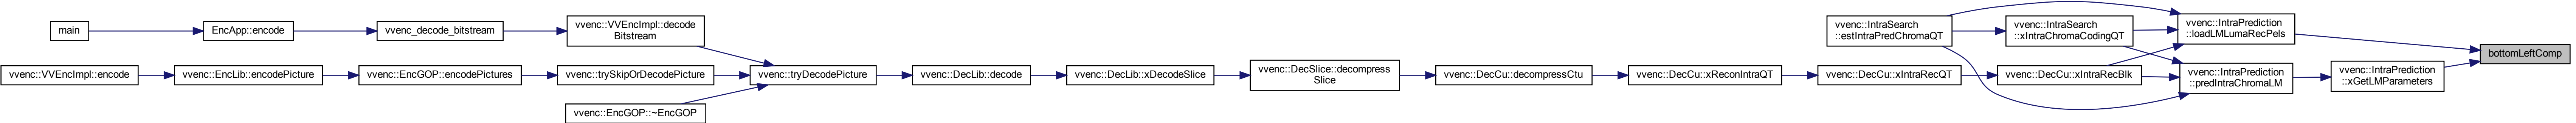 main
EncApp::encode
vvenc_decode_bitstream
vvenc::VVEncImpl::decode
Bitstream
vvenc::VVEncImpl::encode
vvenc::EncLib::encodePicture
vvenc::EncGOP::encodePictures
vvenc::trySkipOrDecodePicture
vvenc::EncGOP::~EncGOP
vvenc::tryDecodePicture
vvenc::DecLib::decode
vvenc::DecLib::xDecodeSlice
vvenc::DecSlice::decompress
Slice
vvenc::DecCu::decompressCtu
vvenc::DecCu::xReconIntraQT
vvenc::DecCu::xIntraRecQT
vvenc::IntraSearch
::estIntraPredChromaQT
vvenc::IntraSearch
::xIntraChromaCodingQT
vvenc::DecCu::xIntraRecBlk
vvenc::IntraPrediction
::loadLMLumaRecPels
vvenc::IntraPrediction
::predIntraChromaLM
vvenc::IntraPrediction
::xGetLMParameters
bottomLeftComp